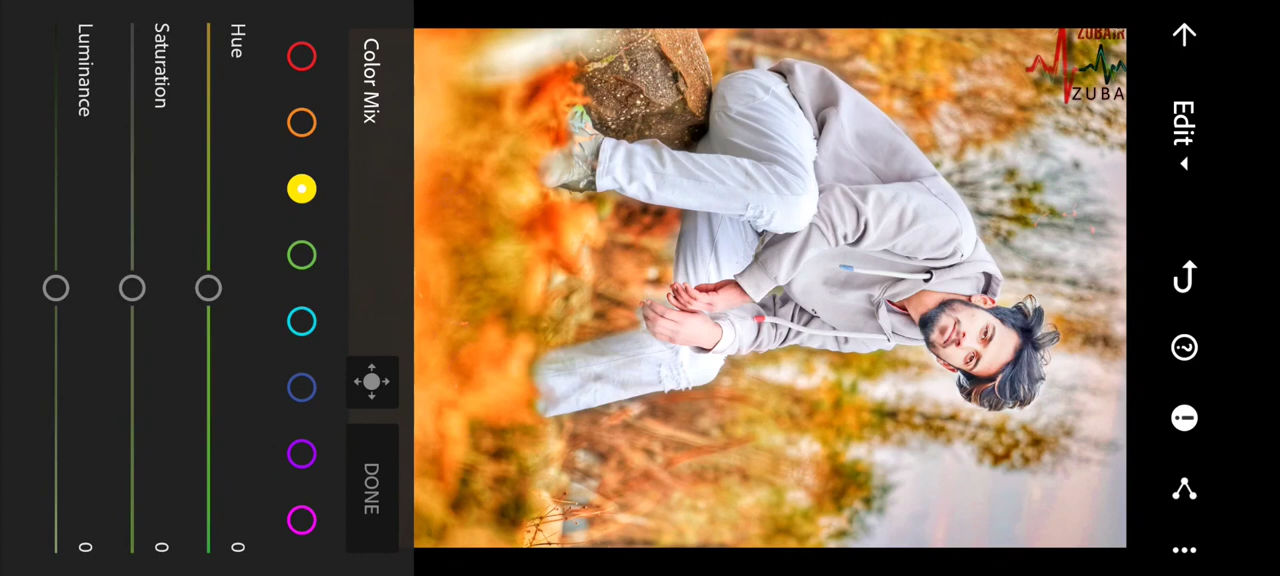 Edit
ZUBAIR
ZUBA
Color Mix
DONE
Hue
0
Saturation
0
Luminance
0